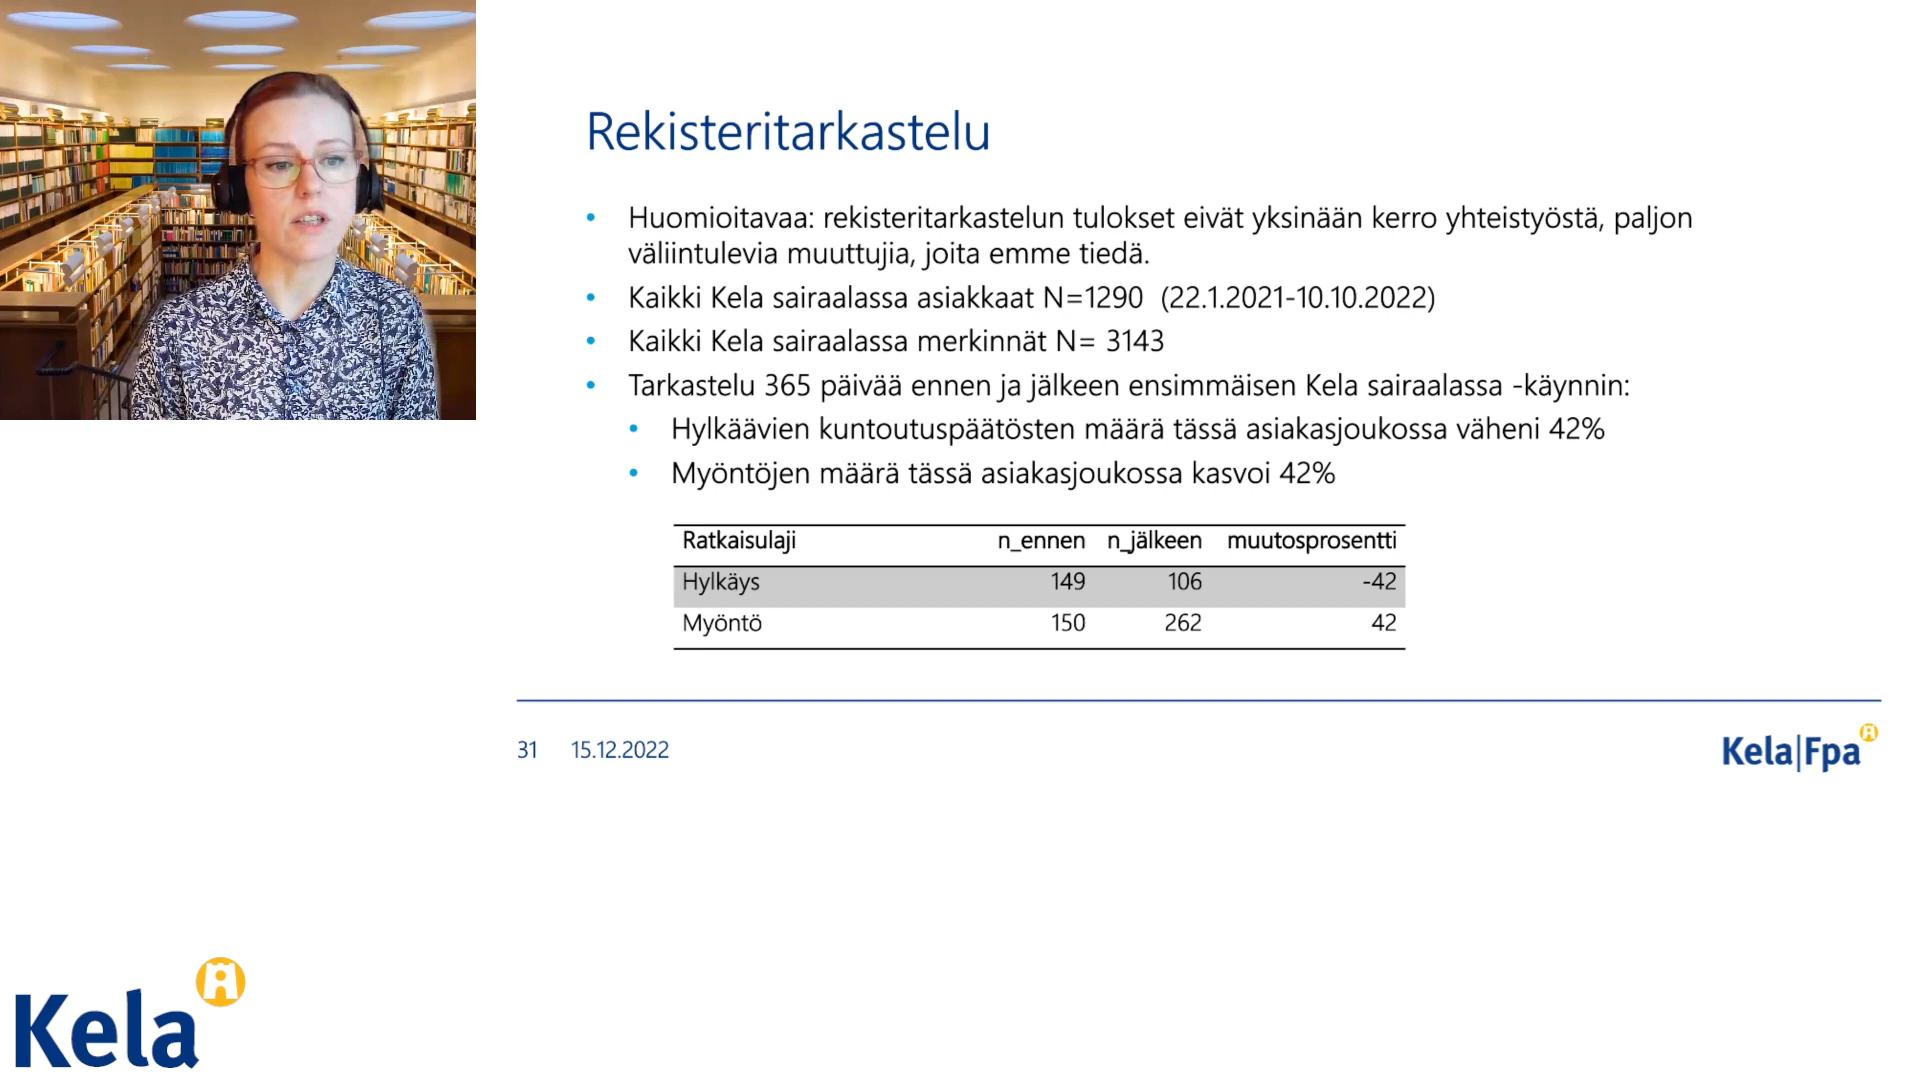 Rekisteritarkastelu
• Huomioitavaa: rekisteritarkastelun tulokset eivät yksinään kerro yhteistyöstä, paljon
väliintulevia muuttujia, joita emme tiedä.
• Kaikki Kela sairaalassa asiakkaat N=1290 (22.1.2021-10.10.2022)
• Kaikki Kela sairaalassa merkinnät N= 3143
• Tarkastelu 365 päivää ennen ja jälkeen ensimmäisen Kela sairaalassa -käynnin:
• Hylkäävien kuntoutuspäätösten määrä tässä asiakasjoukossa väheni 42%
• Myöntöjen määrä tässä asiakasjoukossa kasvoi 42%
Ratkaisulaji n_ennen n_jälkeen muutosprosentti
Hylkäys 149 106 -42
Myöntö 150 262 42
31 15.12.2022
Kela|Fpa
Kela